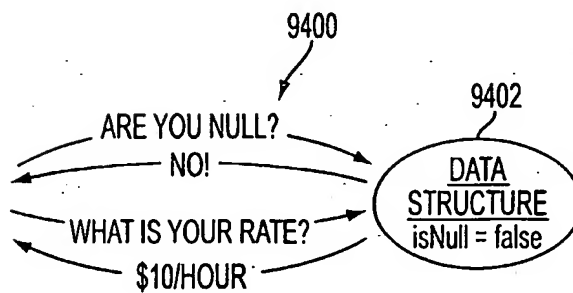 9400
9402
ARE YOU NULL?
NO!
WHAT IS YOUR RATE?
$10/HOUR
DATA
STRUCTURE
isNull = false